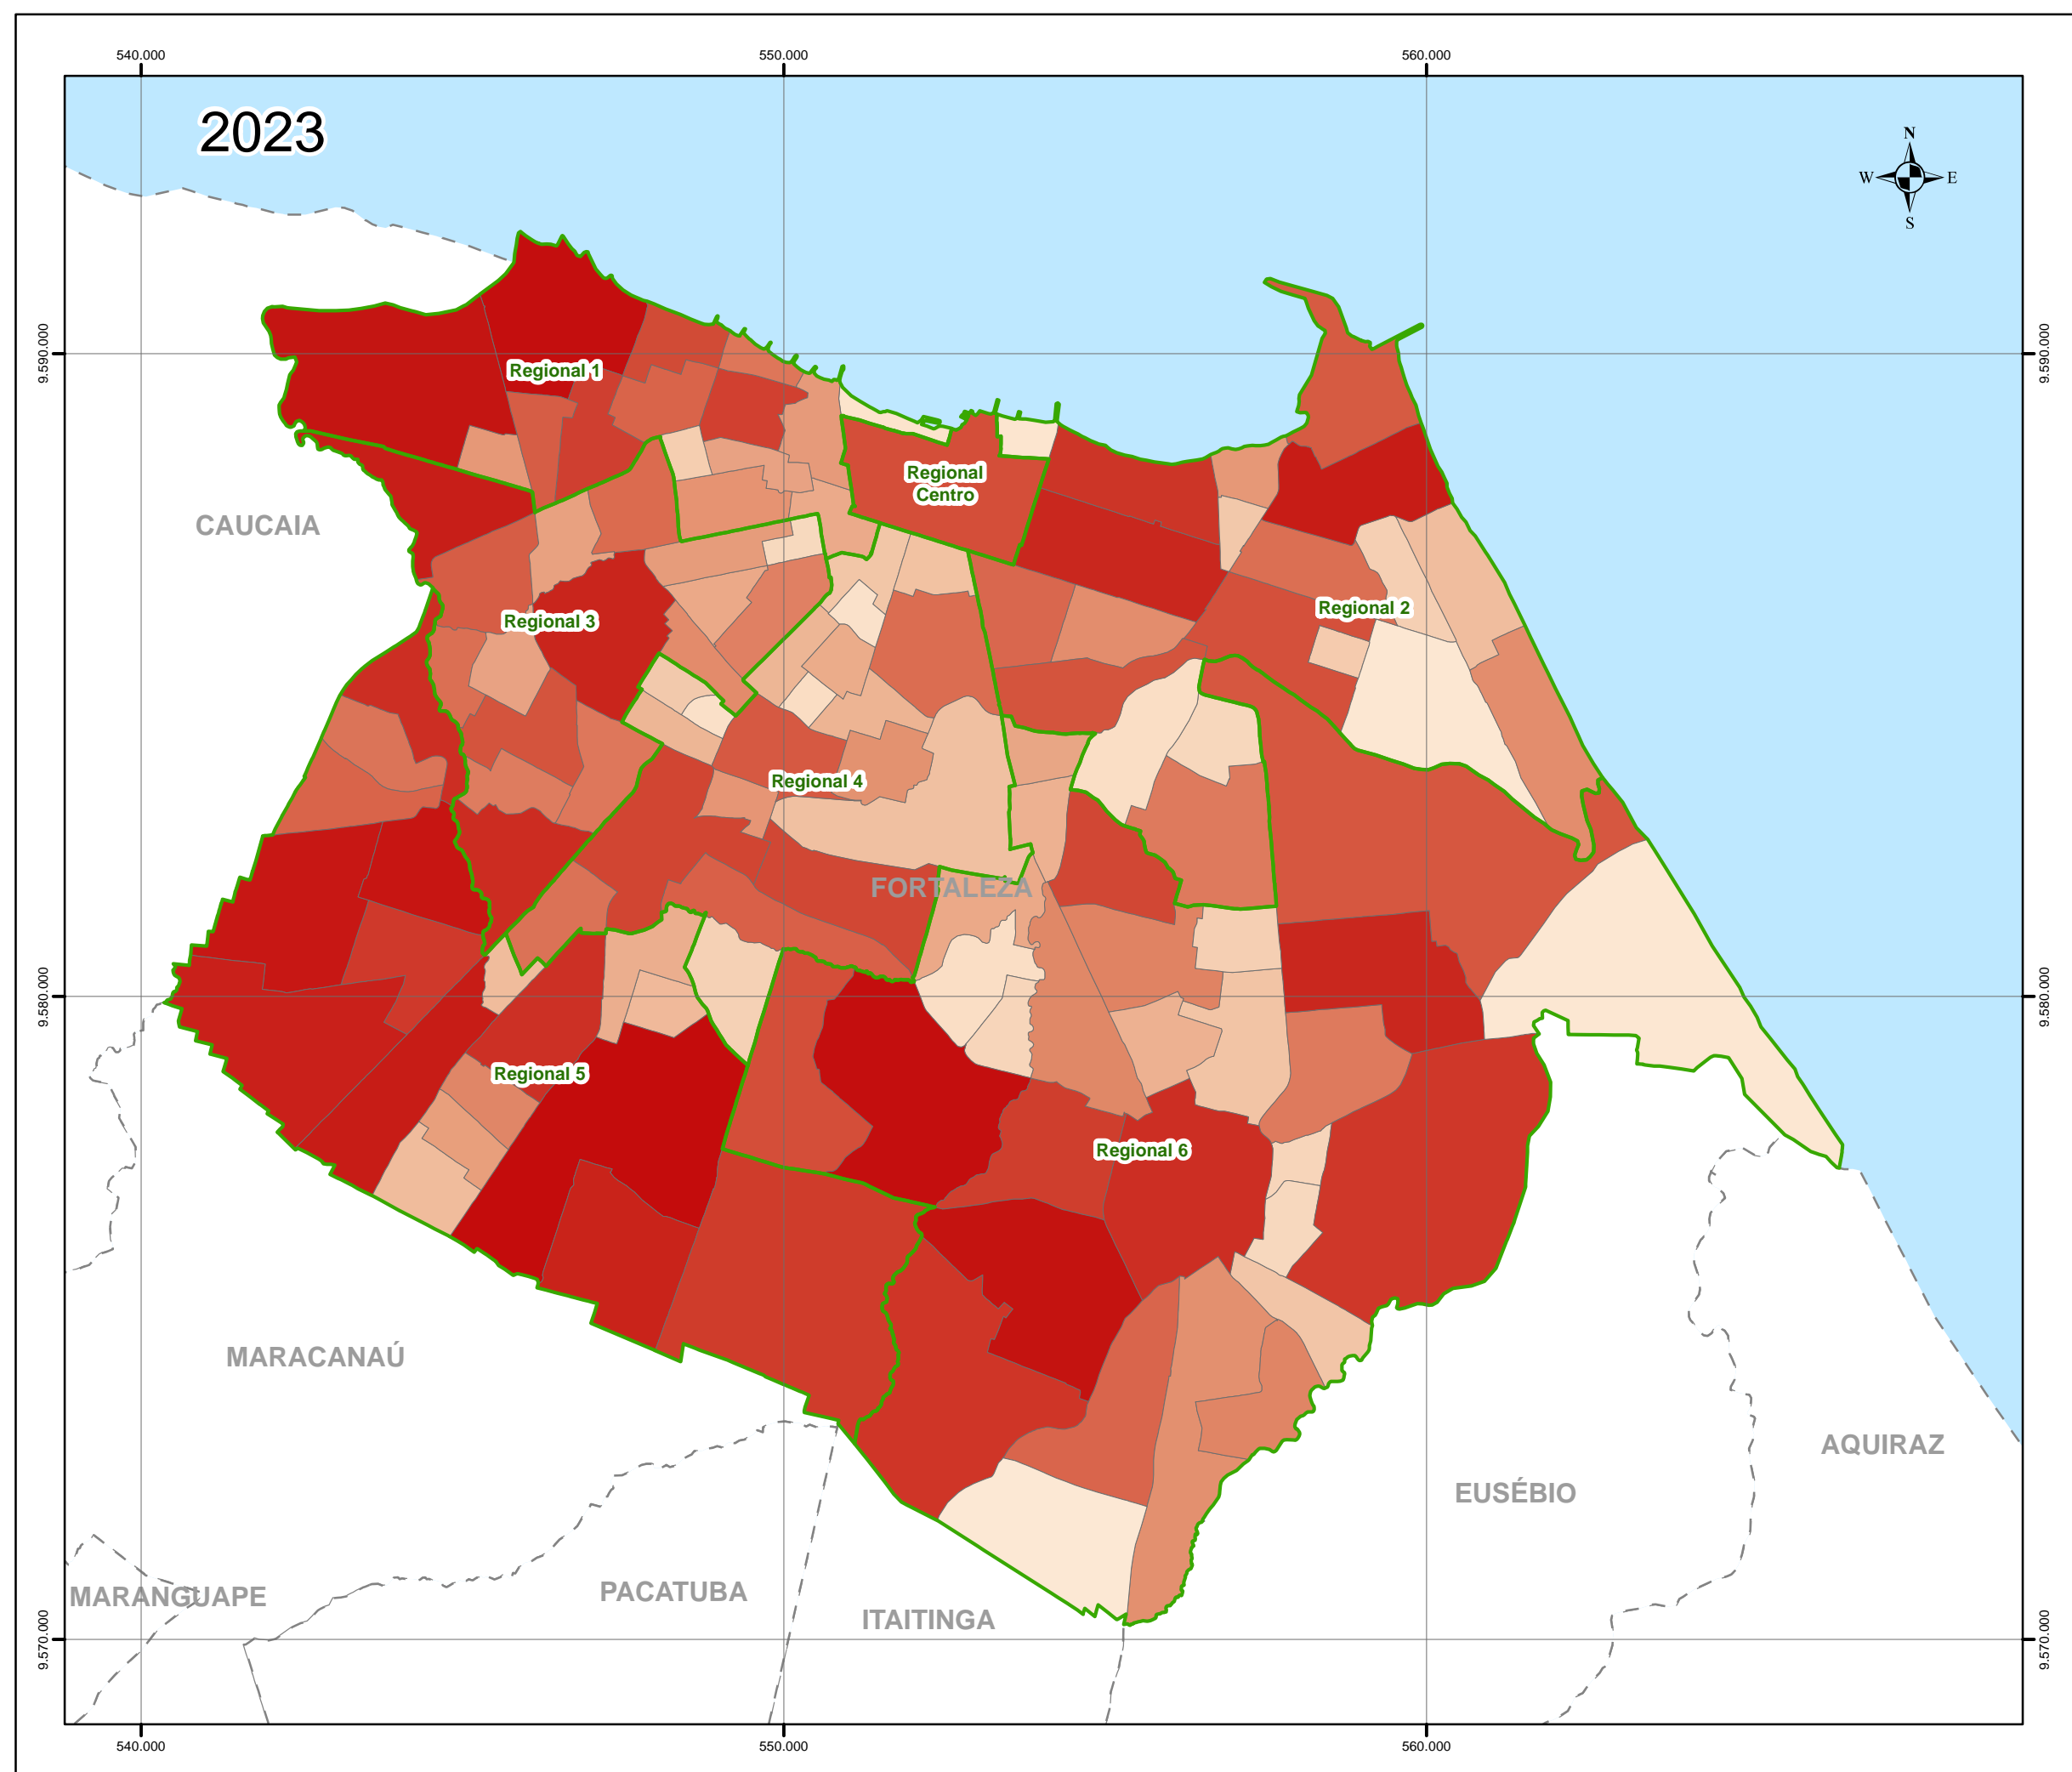 540.000
550.000
560.000
2023
N
W
E
S
9.590.000
9.590.000
Regional 1
Regional
Centro
CAUCAIA
Regional 3
Regional 2
Regional 4
FORTALEZA
9.580.000
9.580.000
Regional 5
Regional 6
MARACANAÚ
AQUIRAZ
EUSÉBIO
MARANGUAPE
PACATUBA
ITAITINGA
9.570.000
9.570.000
540.000
550.000
560.000